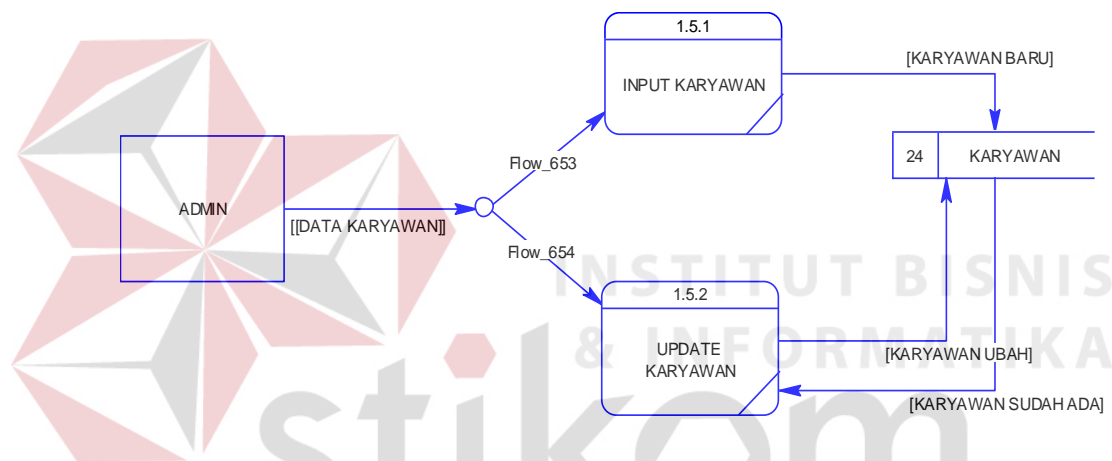 1.5.1
INPUT KARYAWAN
[KARYAWAN BARU]
24
KARYAWAN
Flow_653
ADMIN
[[DATA KARYAWAN]]
Flow_654
INSTITUT BISNIS
& INFORMATIKA
1.5.2
UPDATE
KARYAWAN
[KARYAWAN UBAH]
[KARYAWAN SUDAH ADA]
stikom